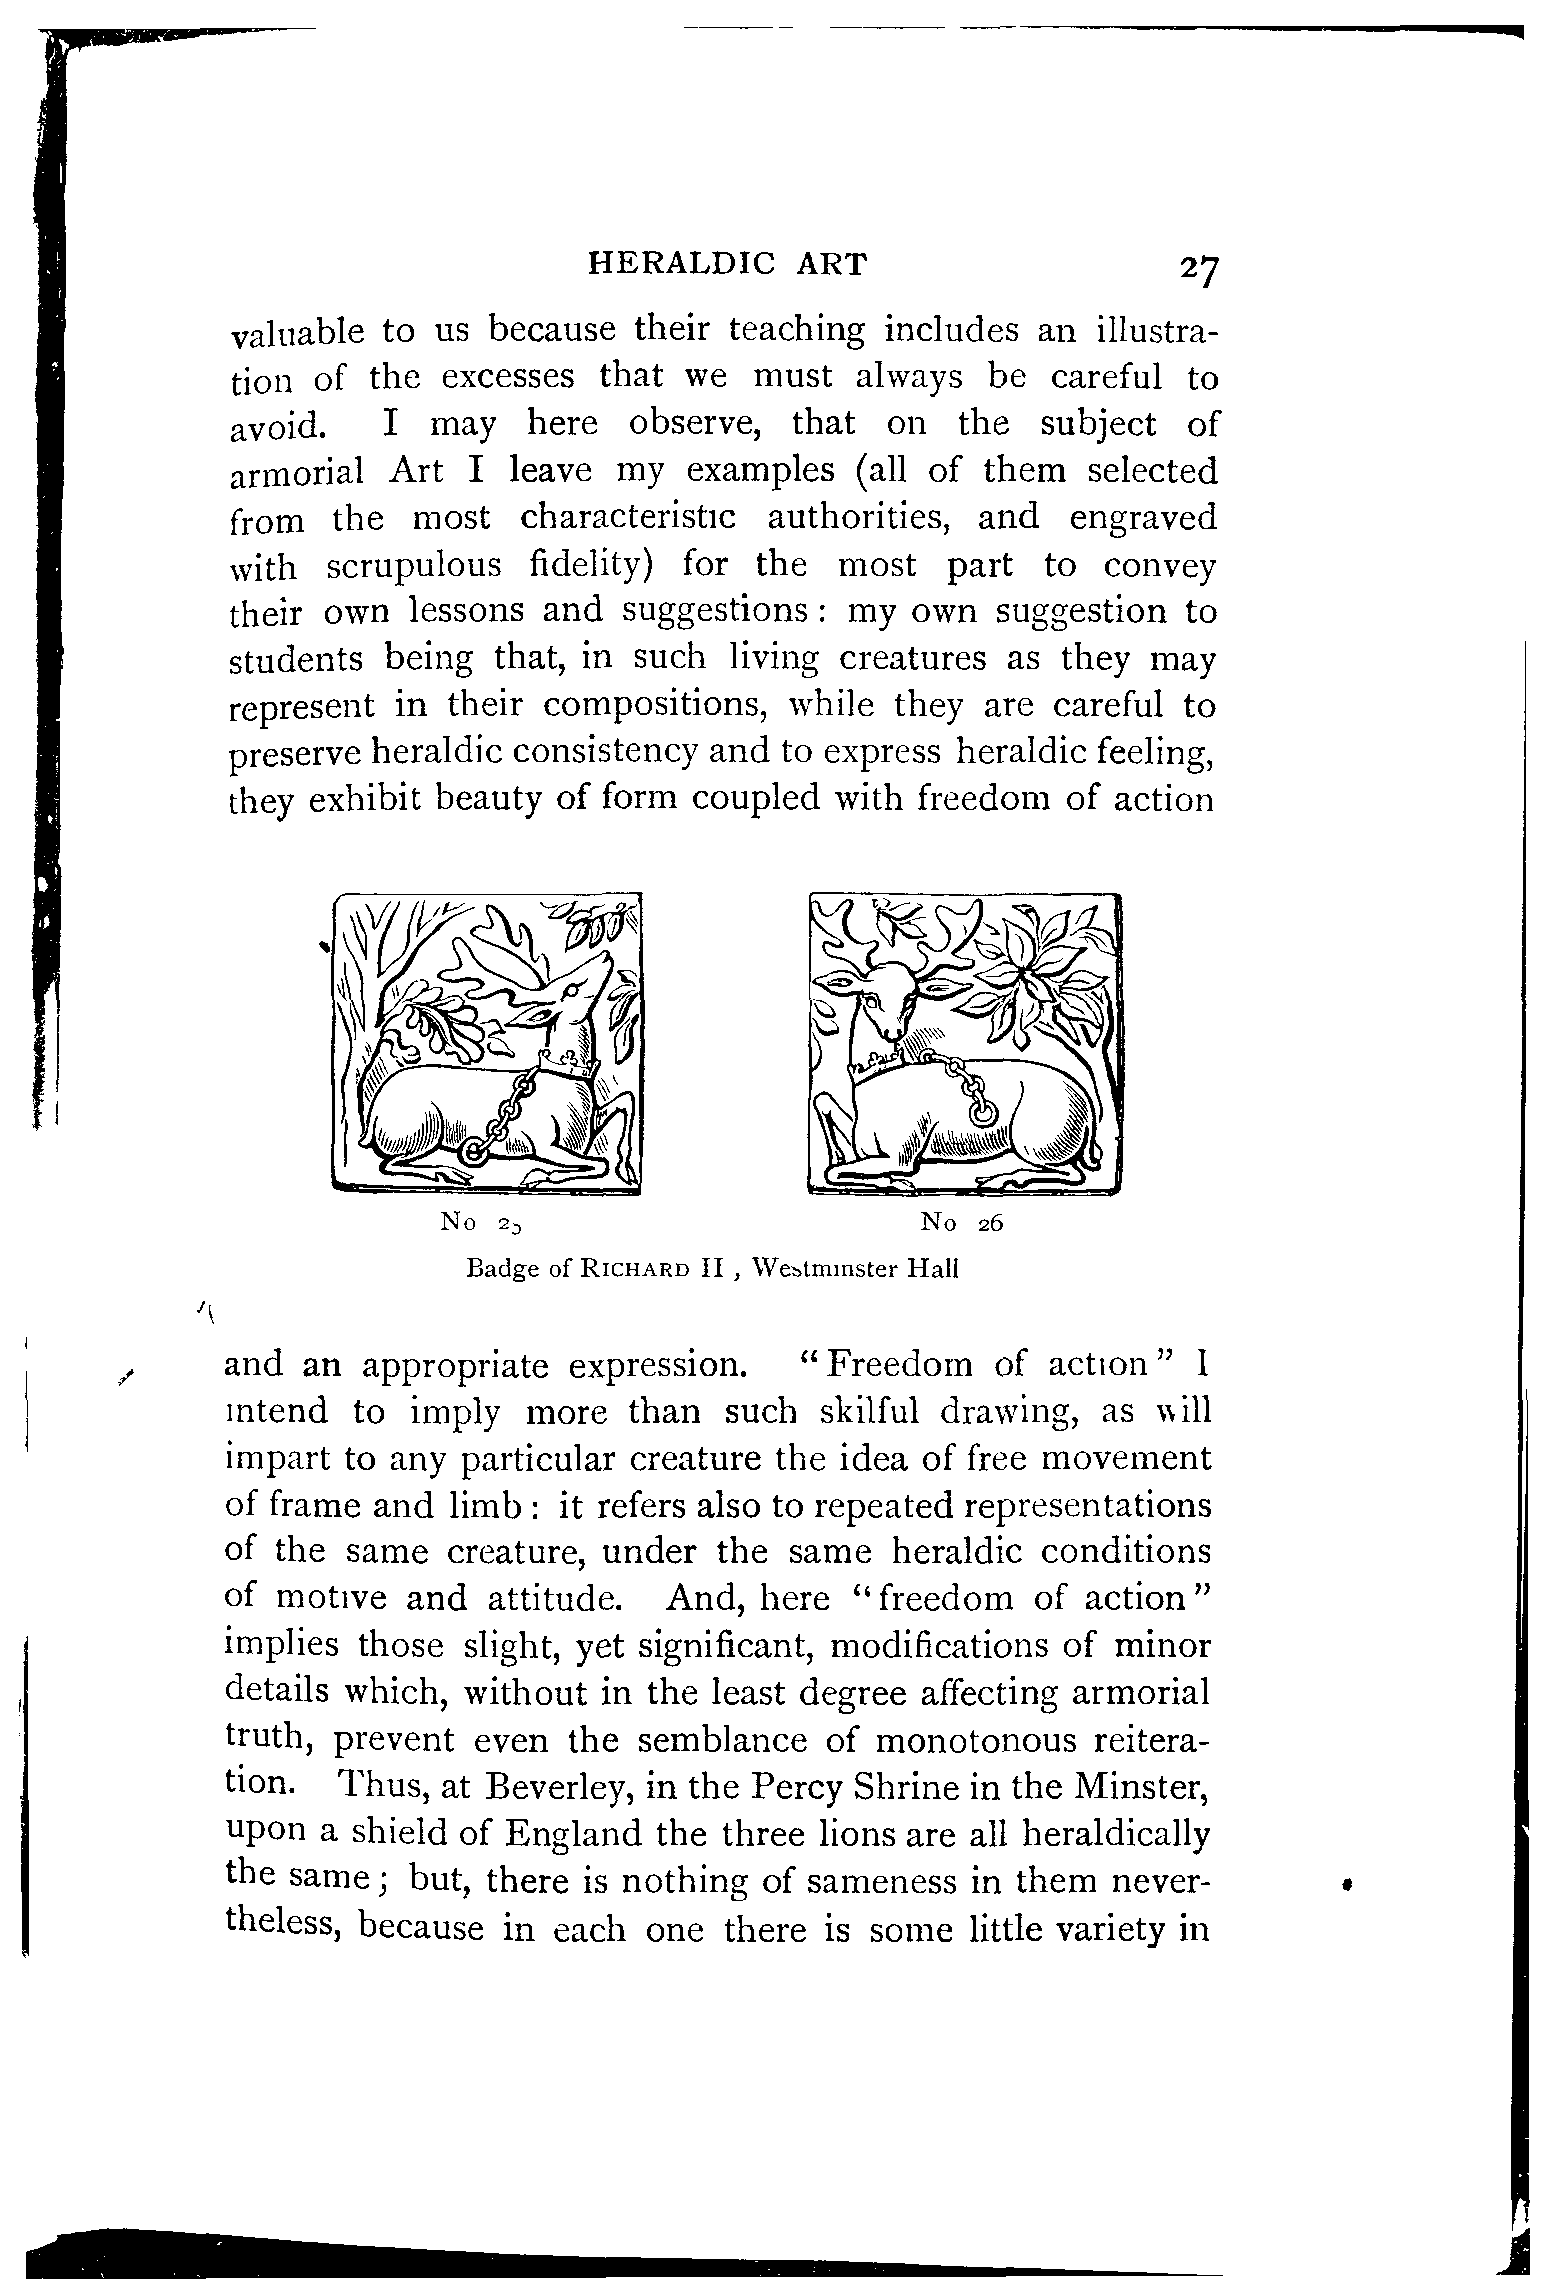 HERALDIC ART 27
valuable to us because their teaching includes an illustra-
tion of the excesses that we must always be careful to
avoid. I may here observe, that on the subject of
armorial Art I leave my examples (all of them selected
from the most characteristic authorities, and engraved
with scrupulous fidelity) for the most part to convey
their own lessons and suggestions : my own suggestion to
students being that, in such living creatures as they may
represent in their compositions, while they are careful to
preserve heraldic consistency and to express heraldic feeling,
they exhibit beauty of form coupled with freedom of action
No 25
No 26
Badge of RICHARD II , Westminster Hall
and an appropriate expression. “Freedom of action” I
intend to imply more than such skilful drawing, as will
impart to any particular creature the idea of free movement
of frame and limb : it refers also to repeated representations
of the same creature, under the same heraldic conditions
of motive and attitude. And, here “freedom of action”
implies those slight, yet significant, modifications of minor
details which, without in the least degree affecting armorial
truth, prevent even the semblance of monotonous reitera-
tion. Thus, at Beverley, in the Percy Shrine in the Minster,
upon a shield of England the three lions are all heraldically
the same ; but, there is nothing of sameness in them never-
theless, because in each one there is some little variety in